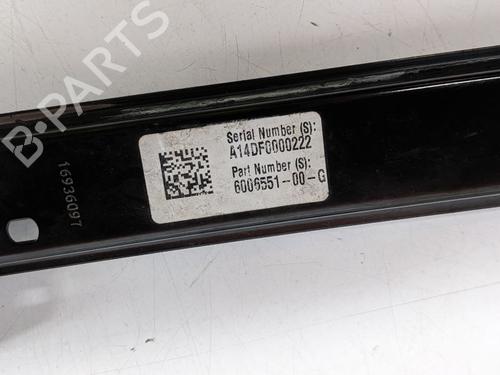 B-PARTS
Serial Number (S):
A14DF0000222
Part Number (S):
6006551-00-G
16936097